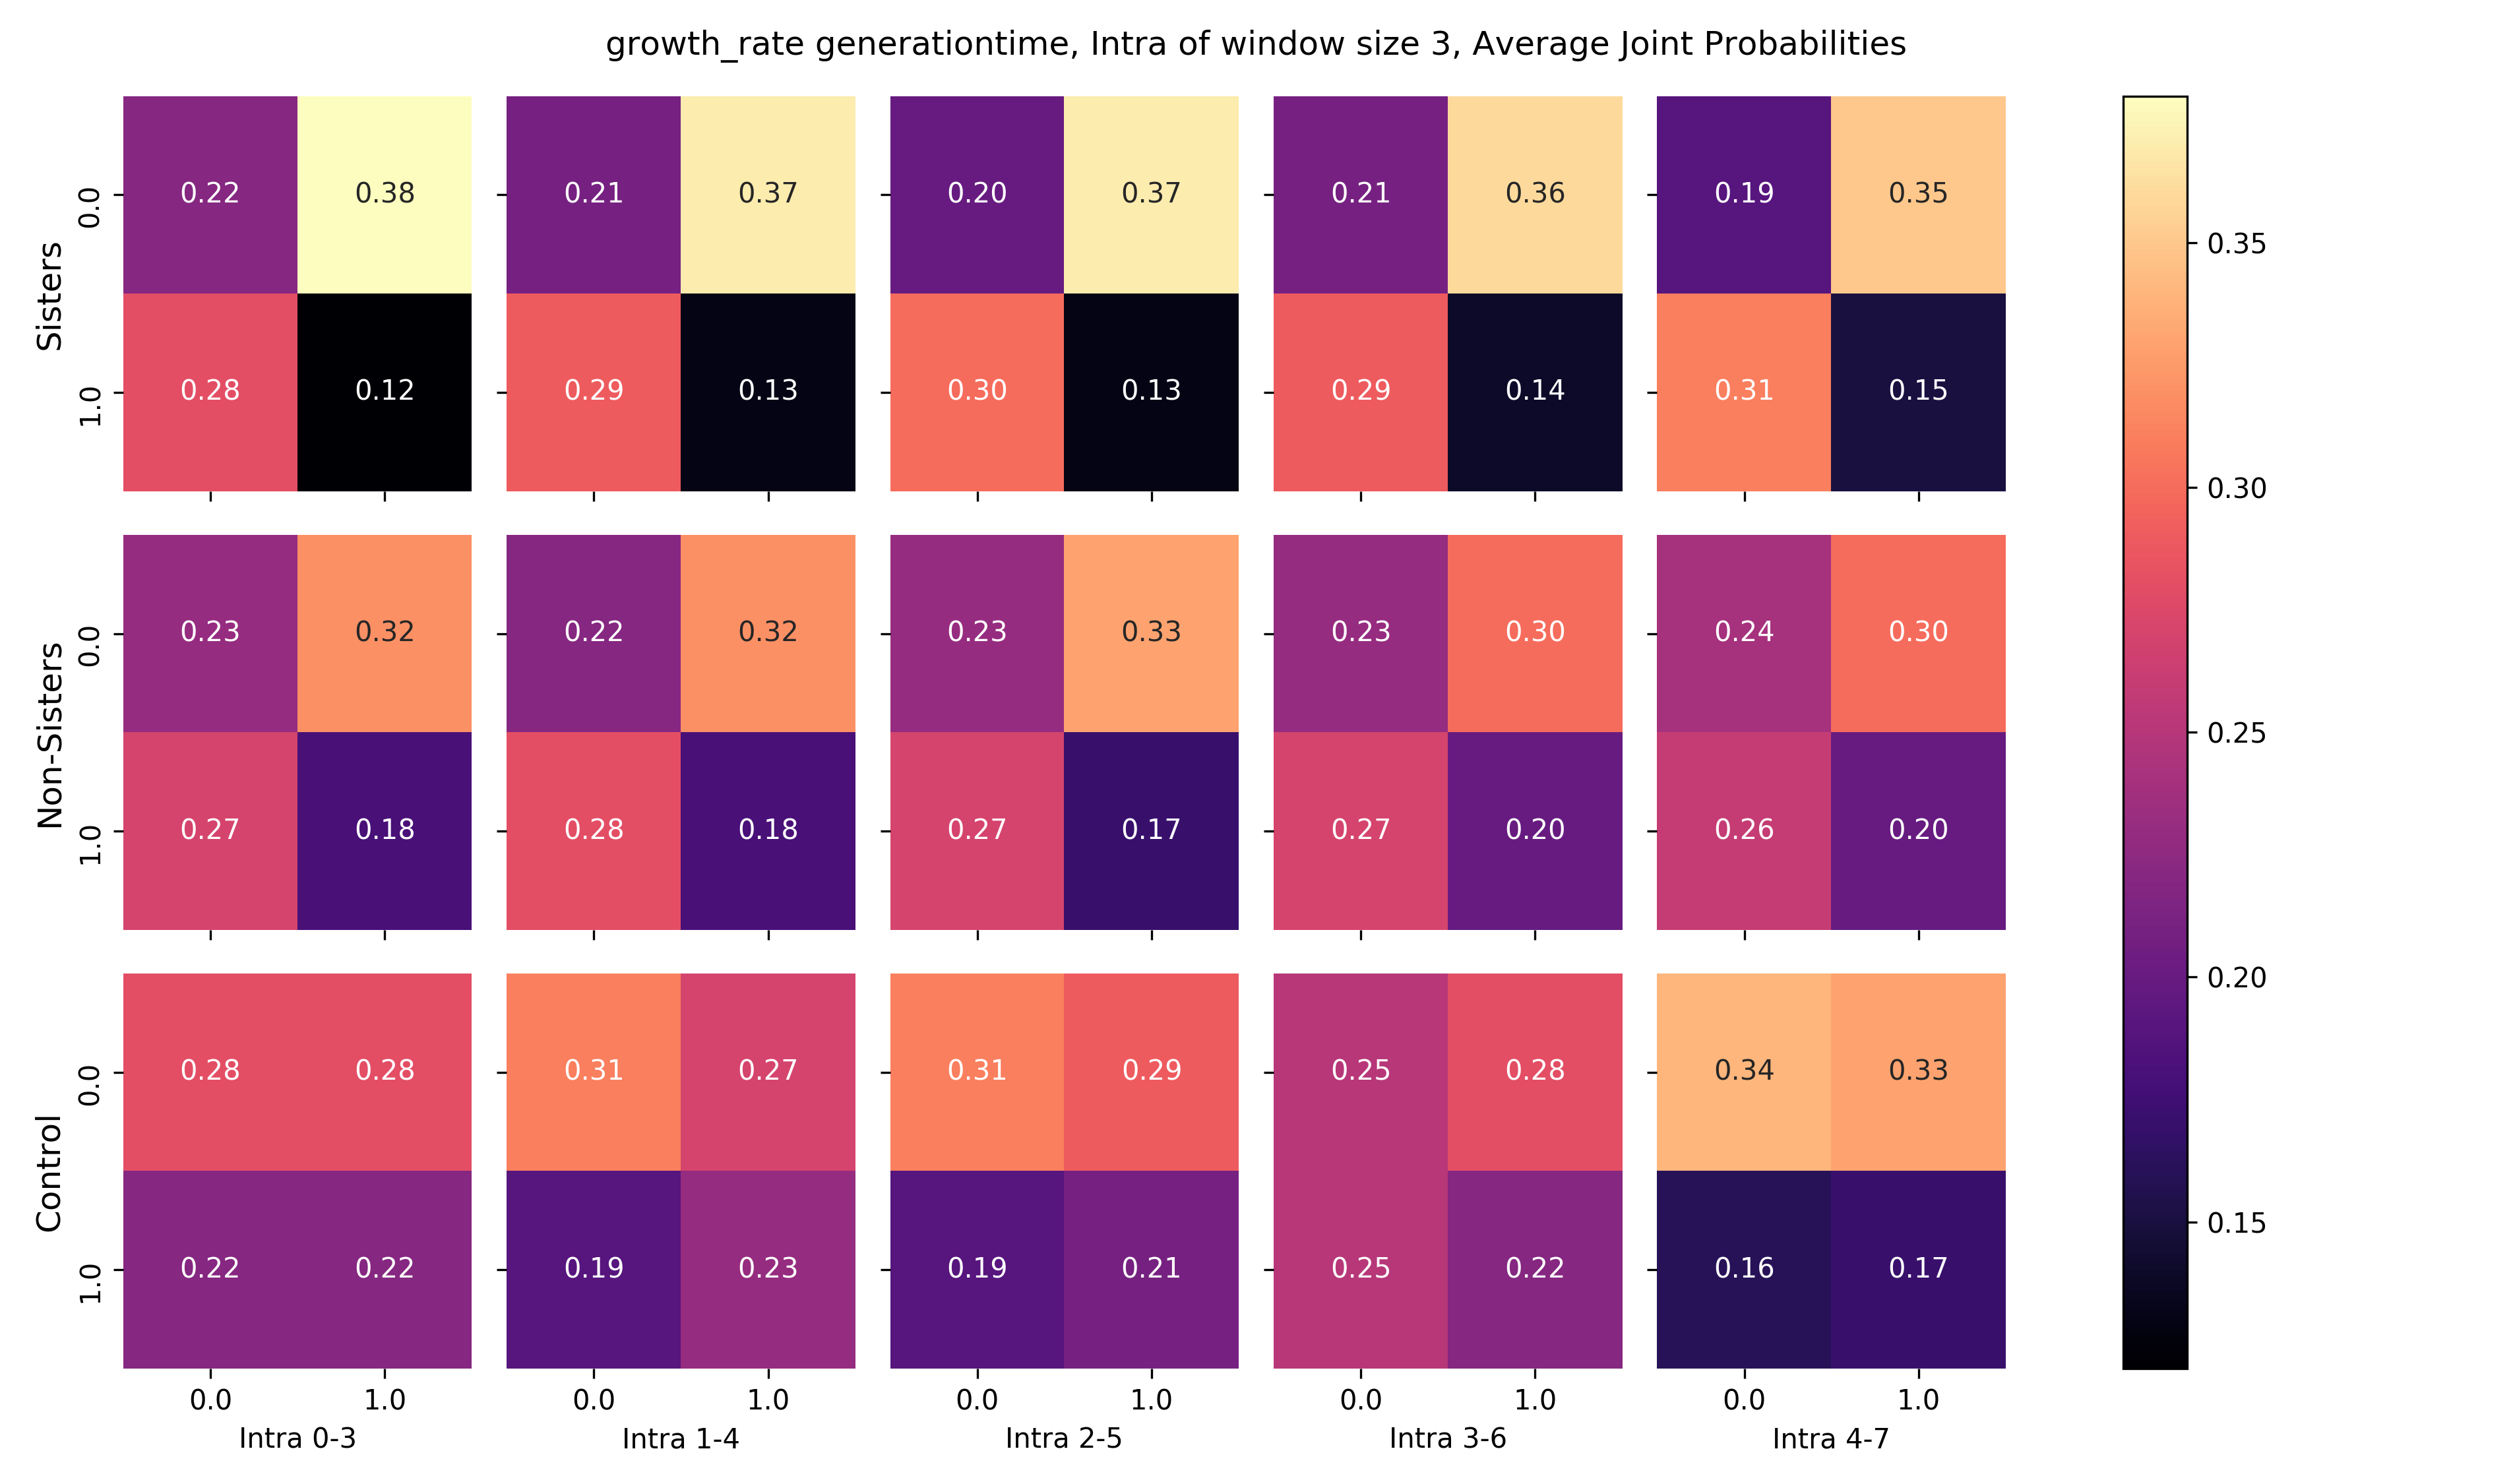 growth_rate generationtime, Intra of window size 3, Average Joint Probabilities
Sisters
0.0
0.22 0.38 0.21 0.37 0.20 0.37 0.21 0.36 0.19 0.35
1.0
0.28 0.12 0.29 0.13 0.30 0.13 0.29 0.14 0.31 0.15
Non-Sisters
0.0
0.23 0.32 0.22 0.32 0.23 0.33 0.23 0.30 0.24 0.30
1.0
0.27 0.18 0.28 0.18 0.27 0.17 0.27 0.20 0.26 0.20
Control
0.0
0.28 0.28 0.31 0.27 0.31 0.29 0.25 0.28 0.34 0.33
1.0
0.22 0.22 0.19 0.23 0.19 0.21 0.25 0.22 0.16 0.17
0.0 1.0 0.0 1.0 0.0 1.0 0.0 1.0 0.0 1.0
Intra 0-3 Intra 1-4 Intra 2-5 Intra 3-6 Intra 4-7
0.35
0.30
0.25
0.20
0.15